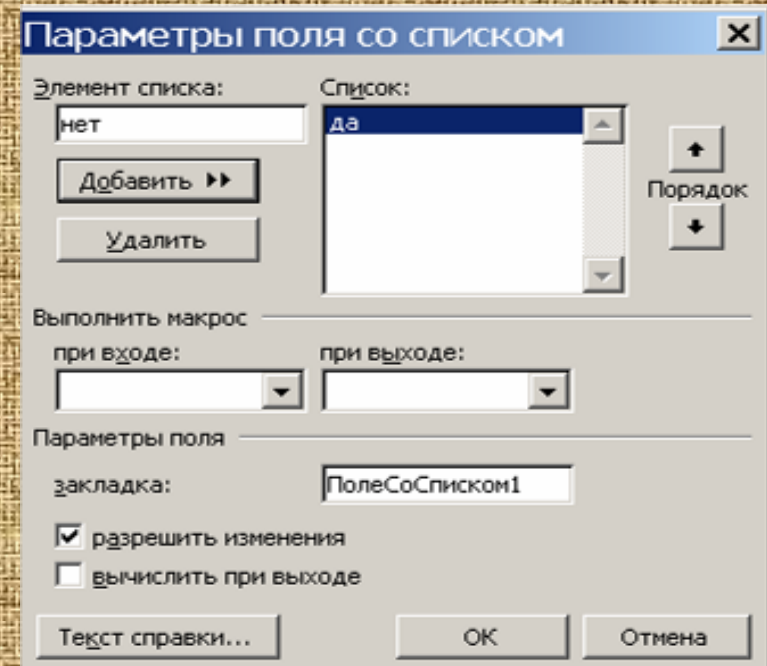 Параметры поля со списком
Элемент списка:
Список:
нет
да
Добавить
Удалить
Порядок
Выполнить макрос
при входе:
при выходе:
Параметры поля
закладка:
ПолеСоСписком1
разрешить изменения
вычислить при выходе
Текст справки...
ОК
Отмена